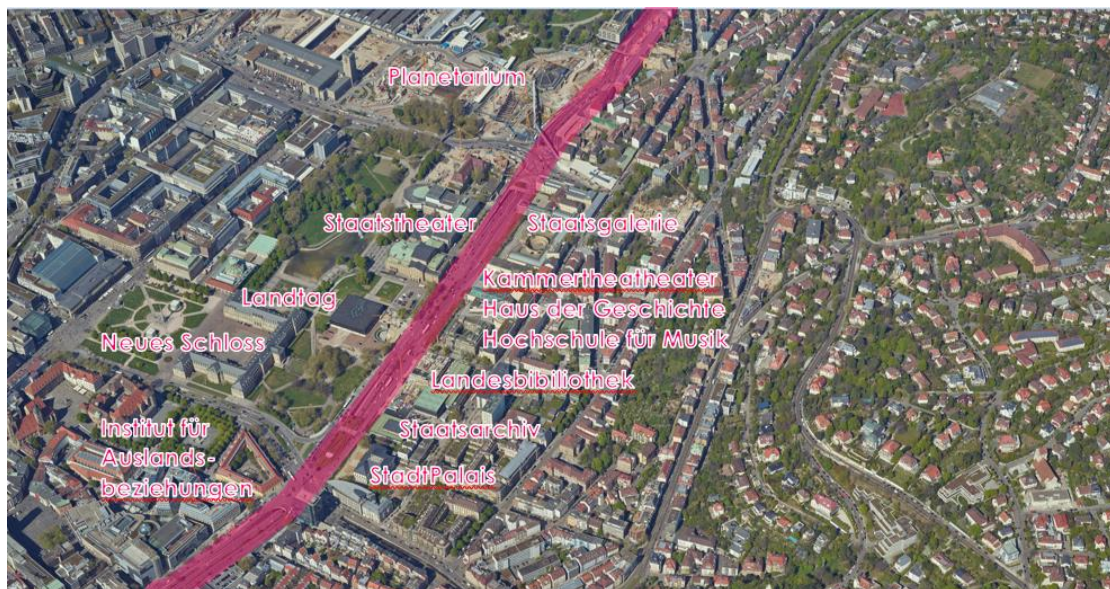 Planetarium
Staatstheater
Staatsgalerie
Kammertheatheater
Landtag
Haus der Geschichte
Neues Schloss
Hochschule für Musik
Landesbibiliothek
Institut für
Auslands-
beziehungen
Staatsarchiv
StadtPalais